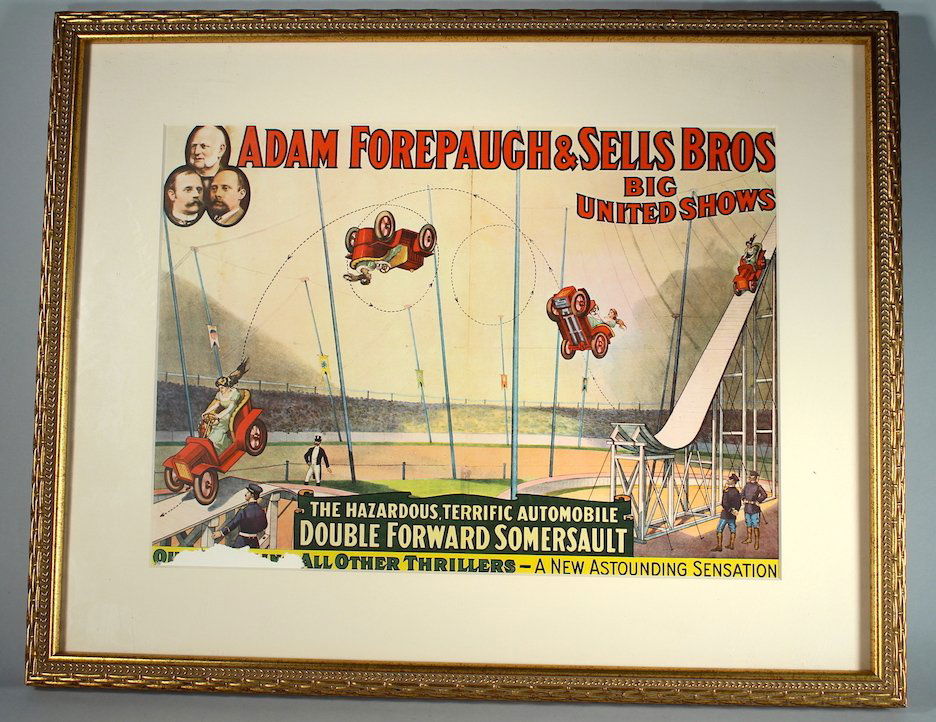 ADAM FOREPAUGH & SELLS BROS
BIG
UNITED SHOWS
THE HAZARDOUS, TERRIFIC AUTOMOBILE
DOUBLE FORWARD SOMERSAULT
ALL OTHER THRILLERS – A NEW ASTOUNDING SENSATION